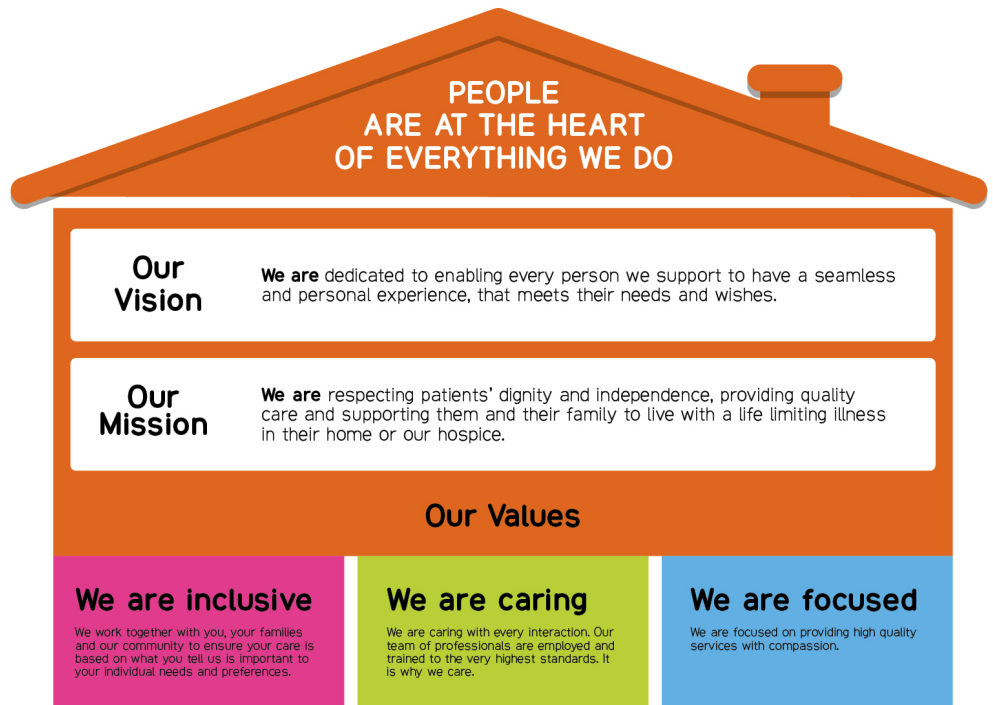 PEOPLE
ARE AT THE HEART
OF EVERYTHING WE DO
Our
Vision
We are dedicated to enabling every person we support to have a seamless
and personal experience, that meets their needs and wishes.
Our
Mission
We are respecting patients' dignity and independence, providing quality
care and supporting them and their family to live with a life limiting illness
in their home or our hospice.
Our Values
We are inclusive
We work together with you, your families
and our community to ensure your care is
based on what you tell us is important to
your individual needs and preferences.
We are caring
We are caring with every interaction. Our
team of professionals are employed and
trained to the very highest standards. It
is why we care.
We are focused
We are focused on providing high quality
services with compassion.